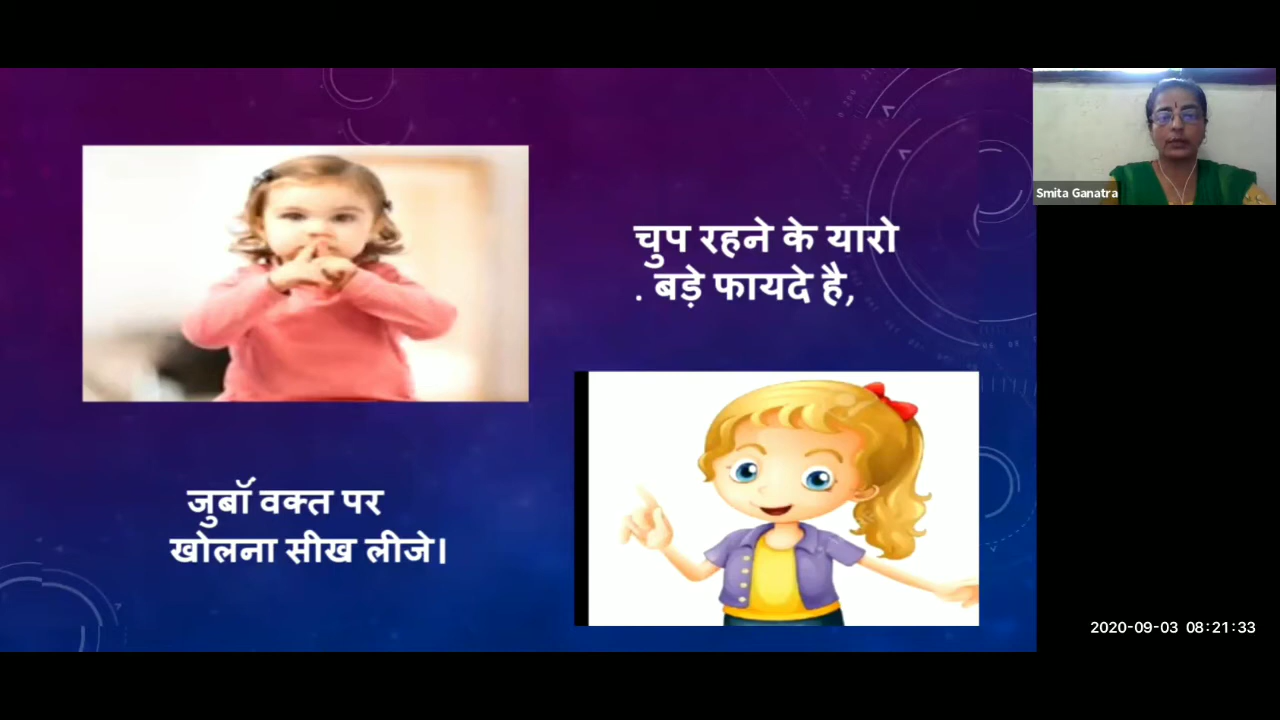 चुप रहने के यारो
. बड़े फायदे है,
जुबाॅ वक्त पर
खोलना सीख लीजे।
Smita Ganatra
2020-09-03 08:21:33